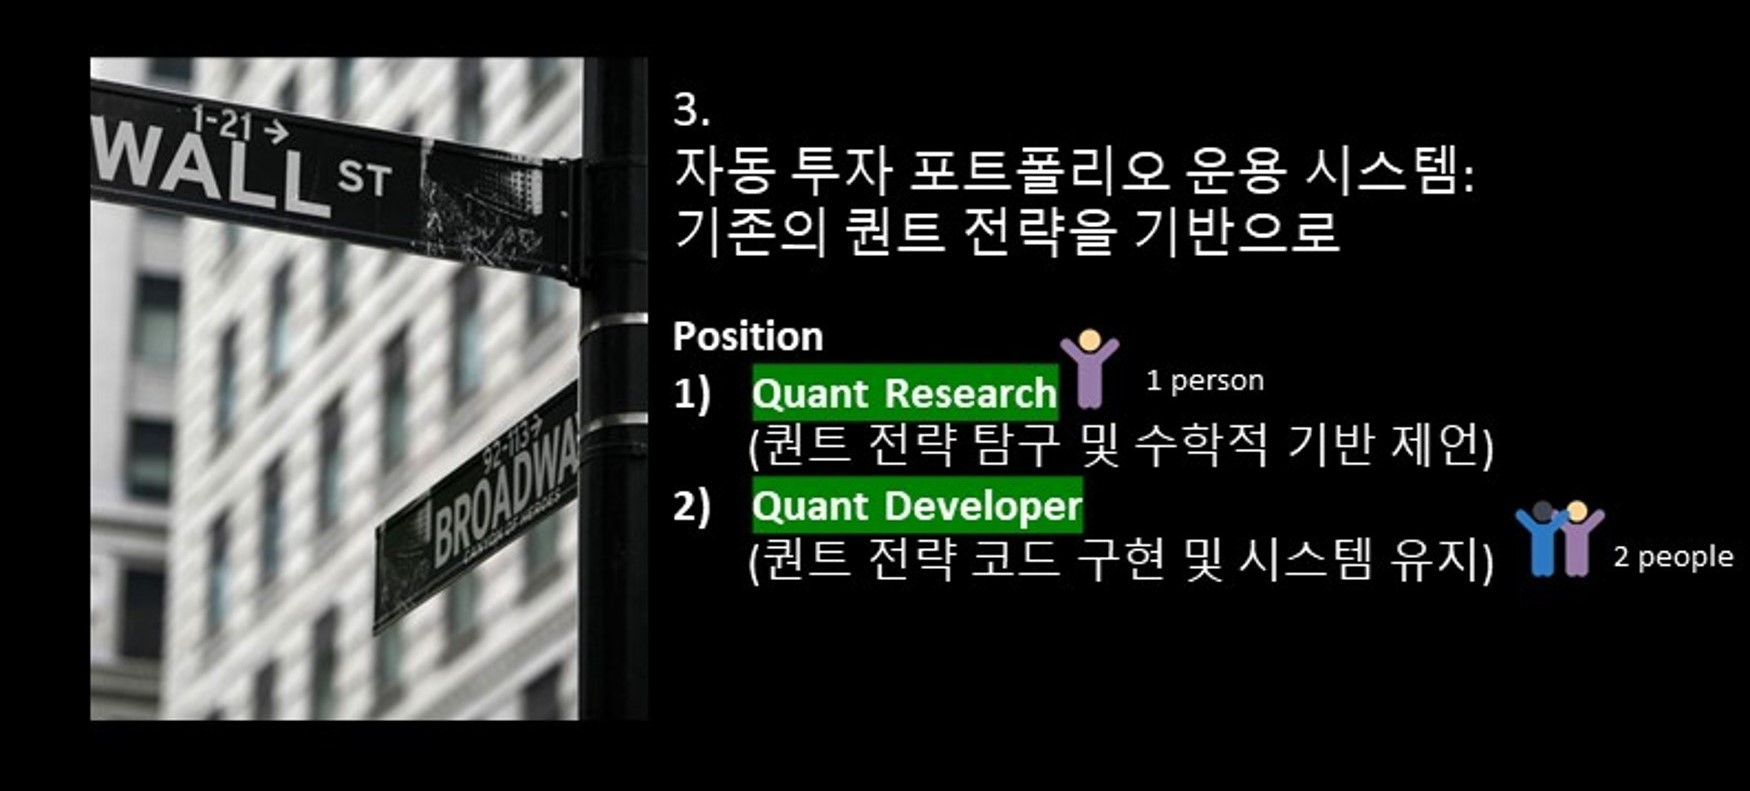 1-21 →
WALL ST
92-113 →
BROADWA
CANYON OF HEROES
3.
자동 투자 포트폴리오 운용 시스템:
기존의 퀀트 전략을 기반으로
Position
1) Quant Research
1 person
(퀀트 전략 탐구 및 수학적 기반 제언)
2) Quant Developer
(퀀트 전략 코드 구현 및 시스템 유지)
2 people